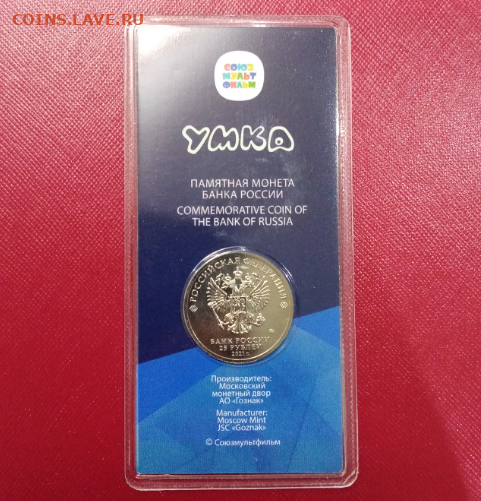 COINS.LAVE.RU
СОЮЗ
МУЛЬТ
ФИЛЬМ
УМКА
ПАМЯТНАЯ МОНЕТА
БАНКА РОССИИ
COMMEMORATIVE COIN OF
THE BANK OF RUSSIA
РОССИЙСКАЯ ФЕДЕРАЦИЯ
БАНК РОССИИ
25 РУБЛЕЙ
2021 г.
Производитель:
Московский
монетный двор
АО «Гознак»
Manufacturer:
Moscow Mint
JSC «Goznak»
© Союзмультфильм